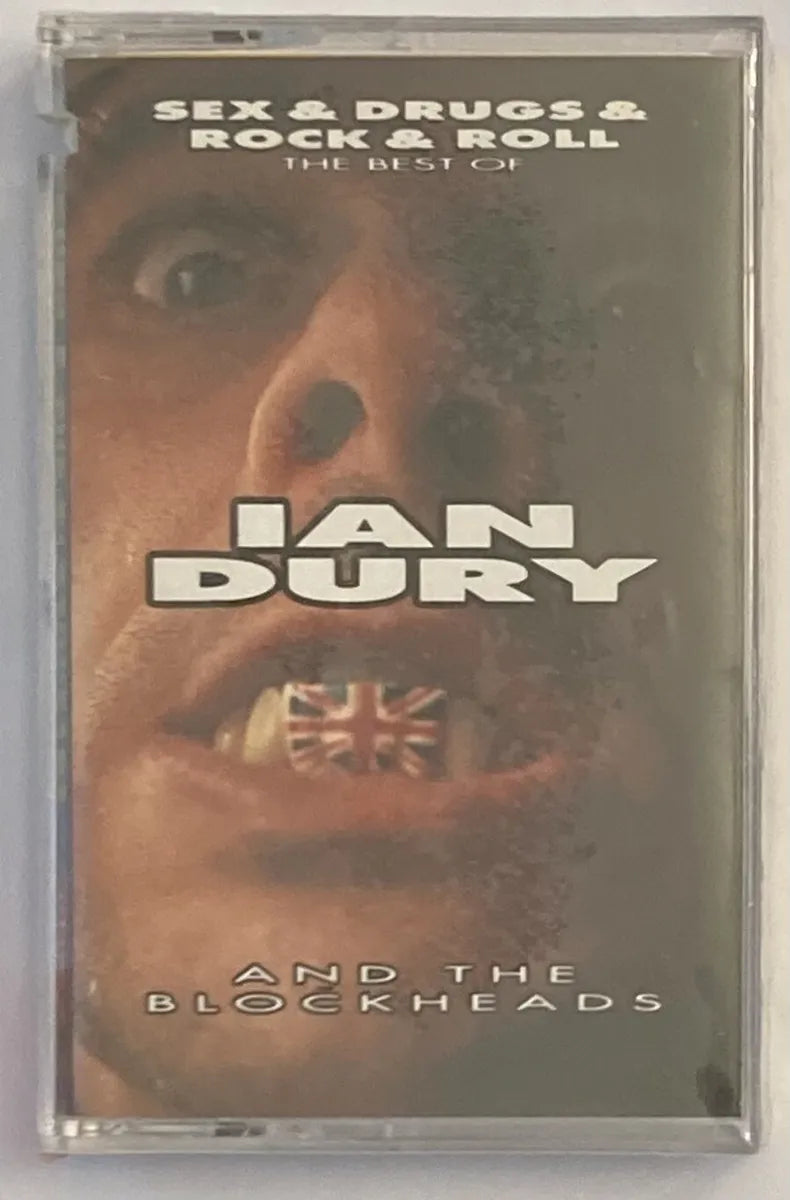 SEX & DRUGS &
ROCK & ROLL
THE BEST OF
IAN
DURY
AND THE
BLOCKHEADS